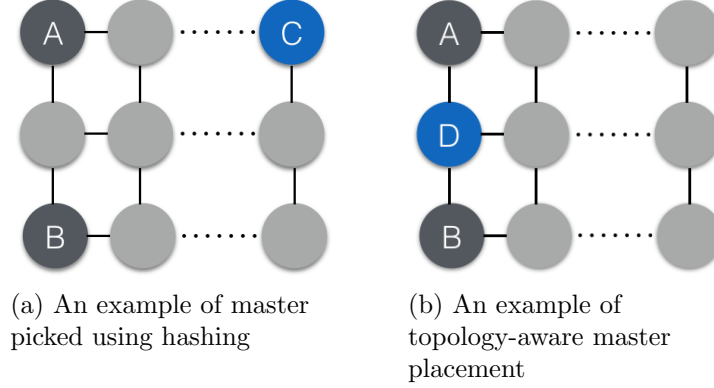 A
C
B
A
D
B
(a) An example of master
picked using hashing
(b) An example of
topology-aware master
placement